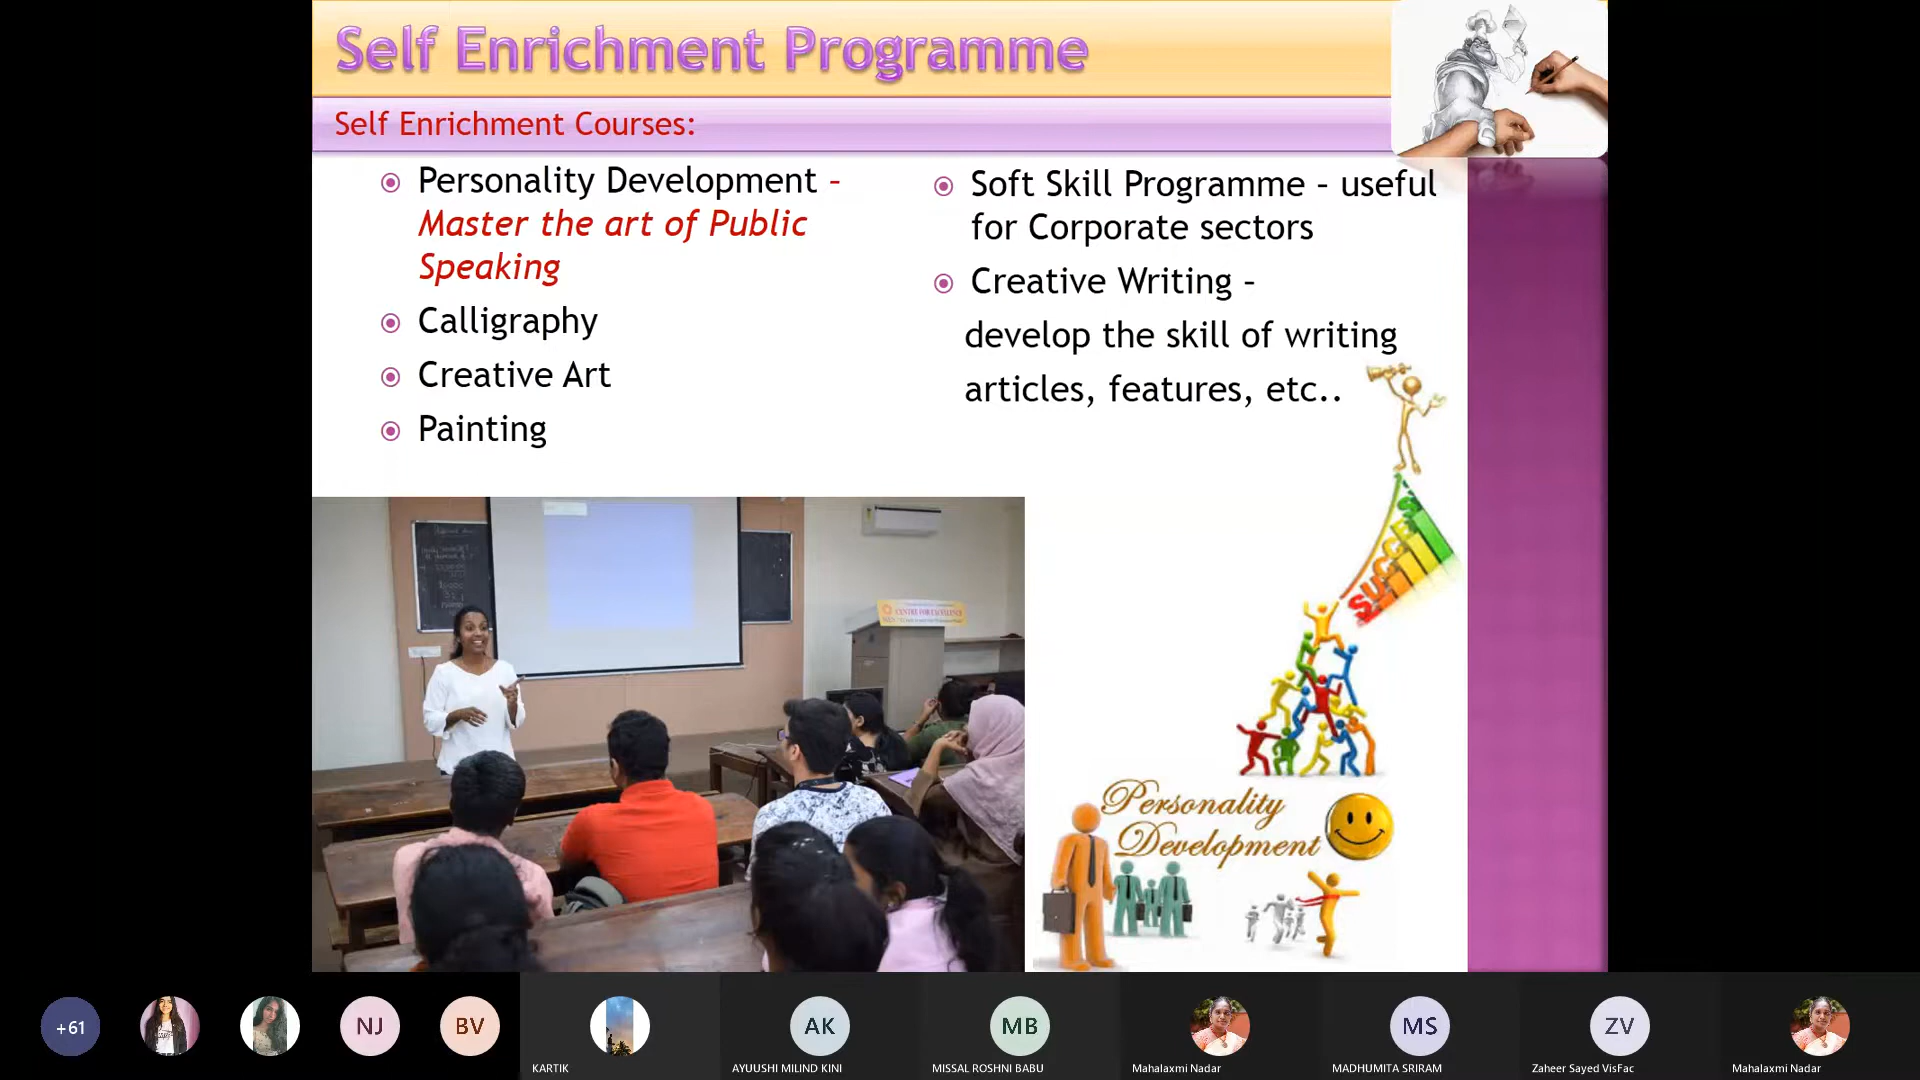 Self Enrichment Programme
Self Enrichment Courses:
Personality Development –
Master the art of Public
Speaking
Calligraphy
Creative Art
Painting
Soft Skill Programme – useful
for Corporate sectors
Creative Writing –
develop the skill of writing
articles, features, etc..
SUCCESS
CENTRE FOR EXCELLENCE
Personality
Development
+61
NJ
BV
KARTIK
AK
AYUUSHI MILIND KINI
MB
MISSAL ROSHNI BABU
Mahalaxmi Nadar
MS
MADHUMITA SRIRAM
ZV
Zaheer Sayed VisFac
Mahalaxmi Nadar